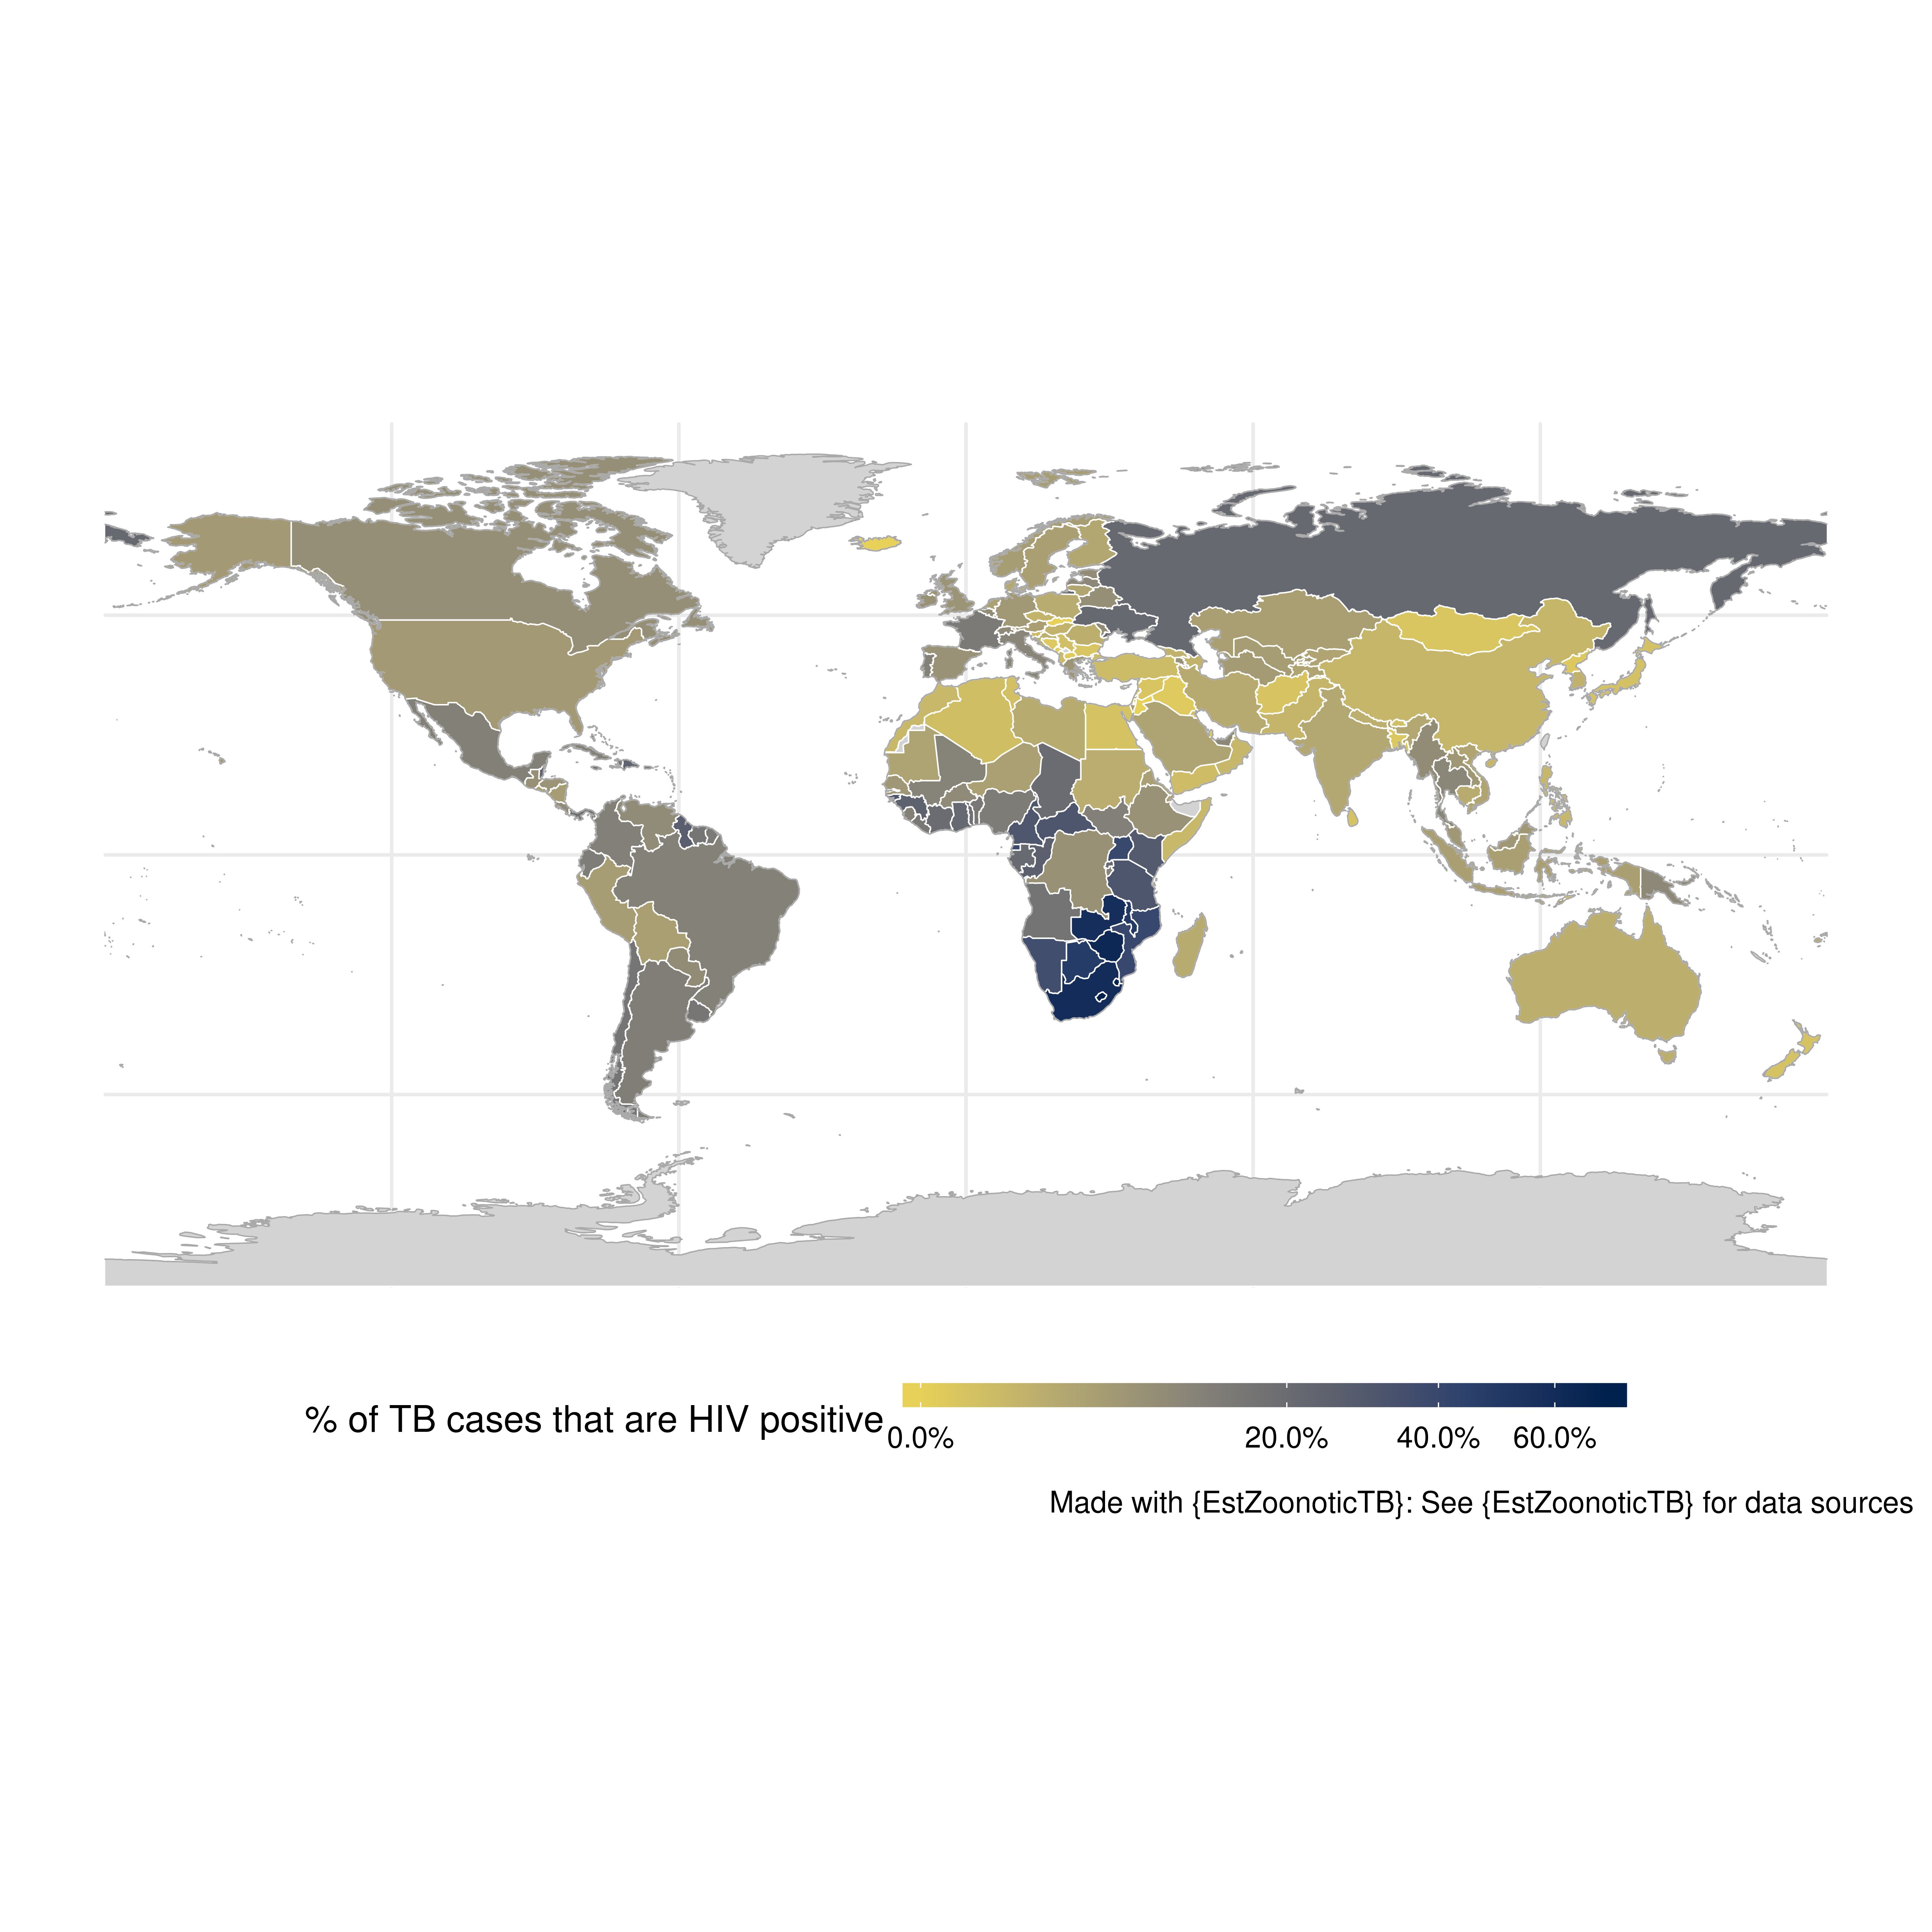 % of TB cases that are HIV positive
0.0% 20.0% 40.0% 60.0%
Made with {EstZoonoticTB}: See {EstZoonoticTB} for data sources